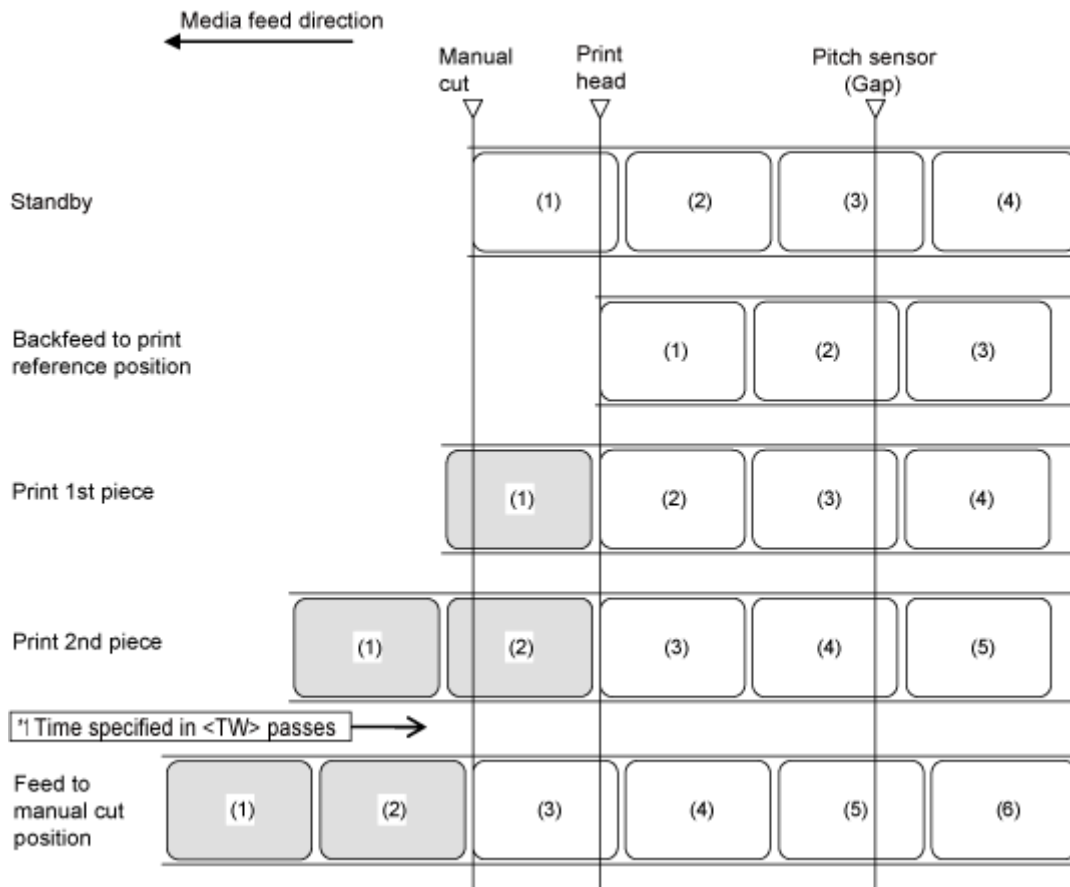 Media feed direction
Manual
cut
Print
head
Pitch sensor
(Gap)
Standby
(1)
(2)
(3)
(4)
Backfeed to print
reference position
(1)
(2)
(3)
Print 1st piece
(1)
(2)
(3)
(4)
Print 2nd piece
(1)
(2)
(3)
(4)
(5)
*1 Time specified in <TW> passes
Feed to
manual cut
position
(1)
(2)
(3)
(4)
(5)
(6)